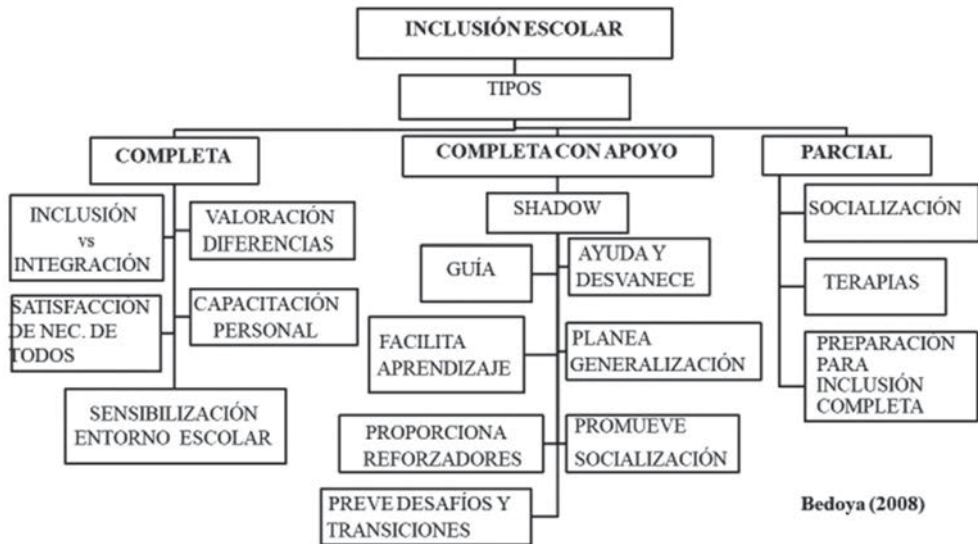 INCLUSIÓN ESCOLAR
TIPOS
COMPLETA
INCLUSIÓN
vs
INTEGRACIÓN
VALORACIÓN
DIFERENCIAS
SATISFACCIÓN
DE NEC. DE
TODOS
CAPACITACIÓN
PERSONAL
SENSIBILIZACIÓN
ENTORNO ESCOLAR
COMPLETA CON APOYO
SHADOW
GUÍA
AYUDA Y
DESVANECE
FACILITA
APRENDIZAJE
PLANEA
GENERALIZACIÓN
PROPORCIONA
REFORZADORES
PROMUEVE
SOCIALIZACIÓN
PREVE DESAFÍOS Y
TRANSICIONES
PARCIAL
SOCIALIZACIÓN
TERAPIAS
PREPARACIÓN
PARA
INCLUSIÓN
COMPLETA
Bedoya (2008)